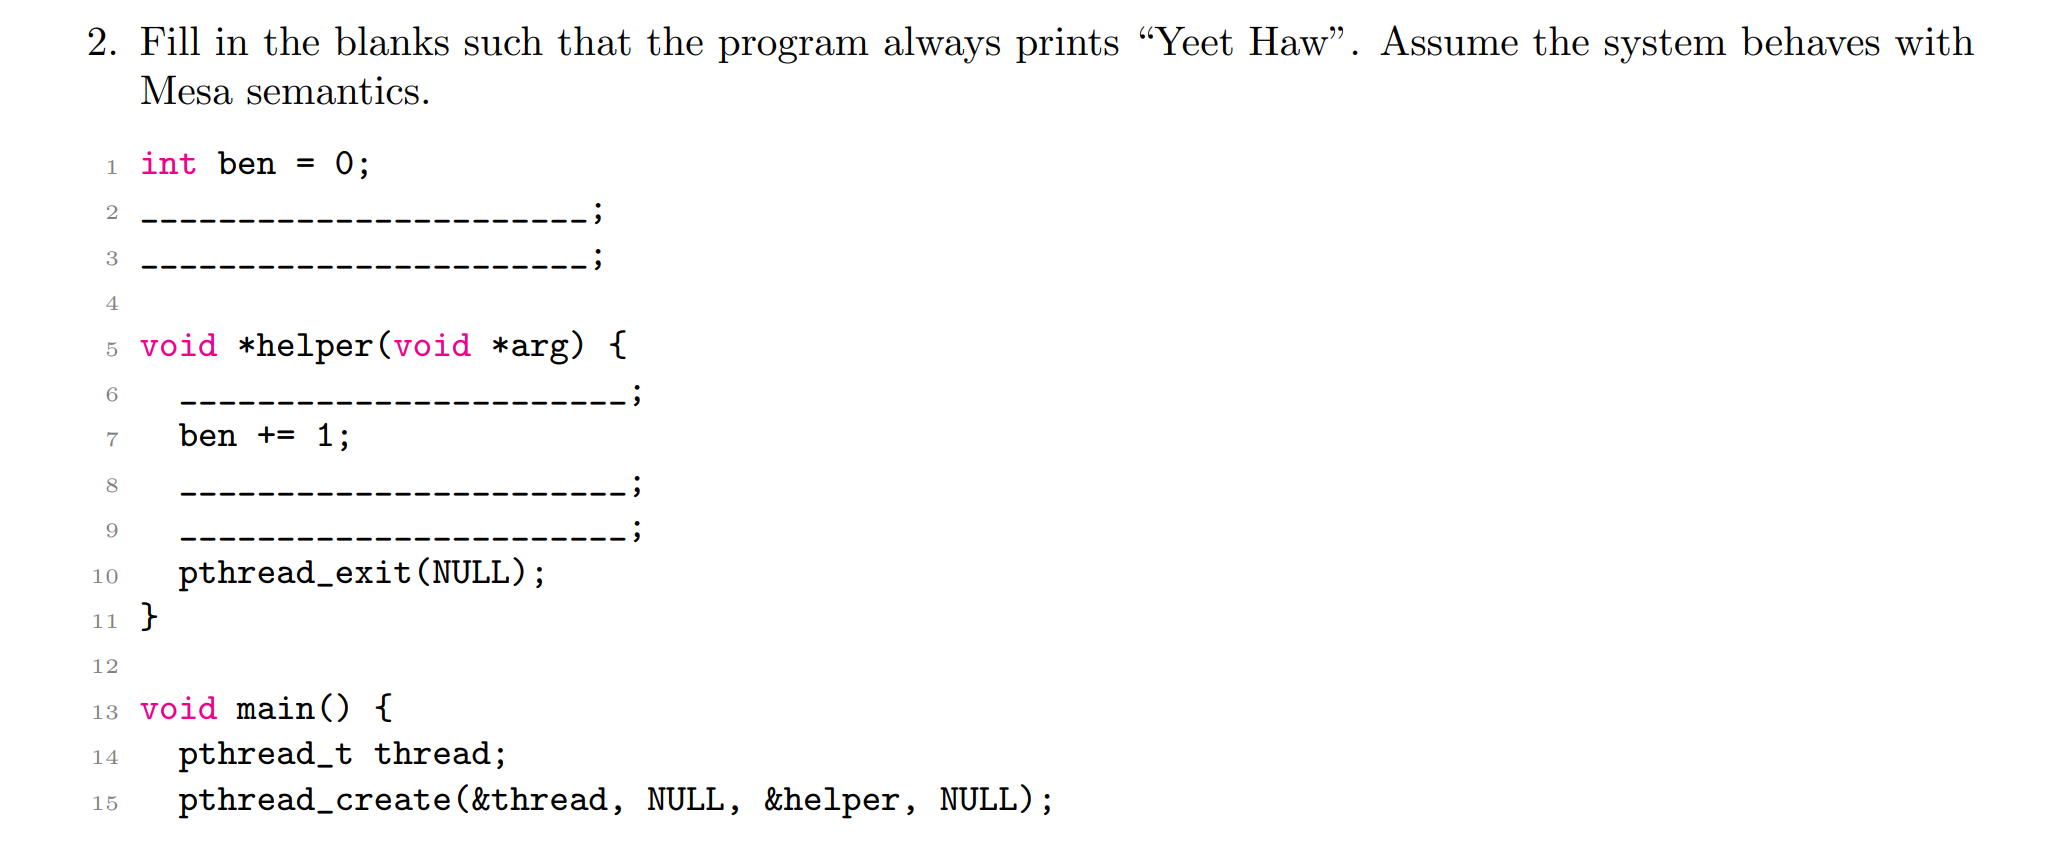 2. Fill in the blanks such that the program always prints “Yeet Haw”. Assume the system behaves with
Mesa semantics.
1 int ben = 0;
2 _______________________;
3 _______________________;
4
5 void *helper(void *arg) {
6   _______________________;
7   ben += 1;
8   _______________________;
9   _______________________;
10   pthread_exit(NULL);
11 }
12
13 void main() {
14   pthread_t thread;
15   pthread_create(&thread, NULL, &helper, NULL);